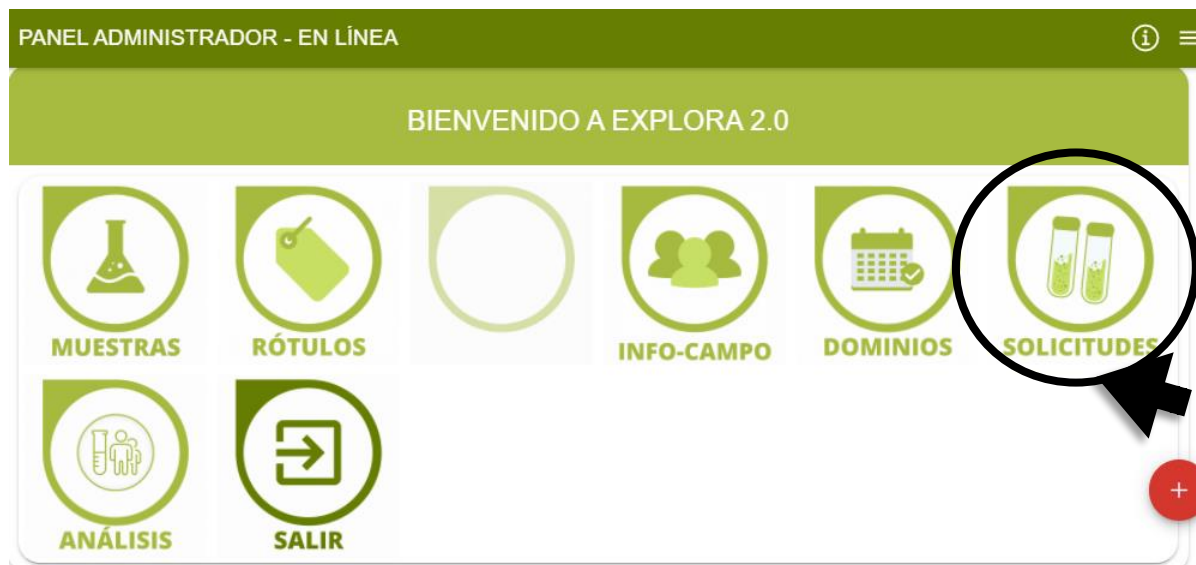 PANEL ADMINISTRADOR - EN LÍNEA
BIENVENIDO A EXPLORA 2.0
MUESTRAS
RÓTULOS
INFO-CAMPO
DOMINIOS
SOLICITUDES
ANÁLISIS
SALIR